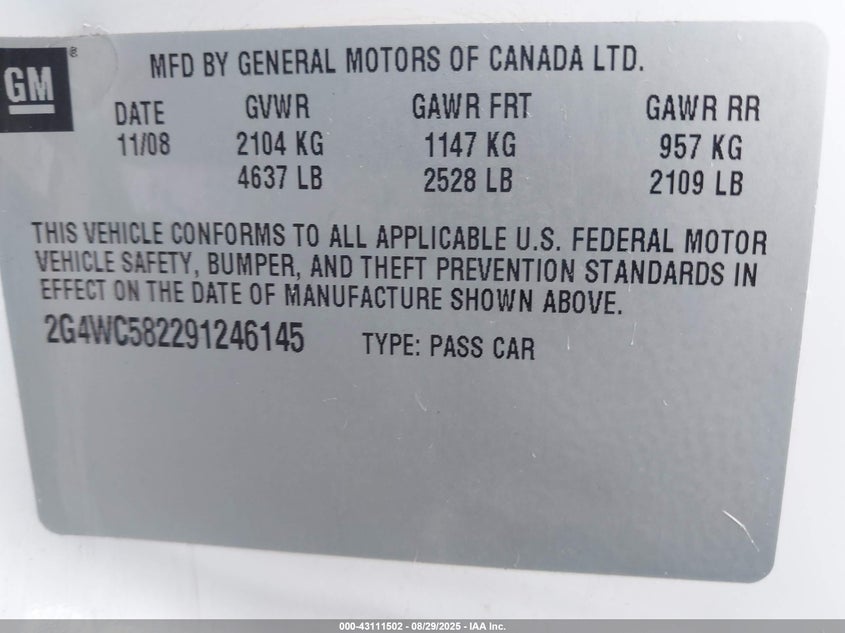 GM®
MFD BY GENERAL MOTORS OF CANADA LTD.
DATE GVWR GAWR FRT GAWR RR
11/08 2104 KG 1147 KG 957 KG
4637 LB 2528 LB 2109 LB
THIS VEHICLE CONFORMS TO ALL APPLICABLE U.S. FEDERAL MOTOR
VEHICLE SAFETY, BUMPER, AND THEFT PREVENTION STANDARDS IN
EFFECT ON THE DATE OF MANUFACTURE SHOWN ABOVE.
2G4WC582291246145 TYPE: PASS CAR
000-43111502 - 08/29/2025 - IAA Inc.